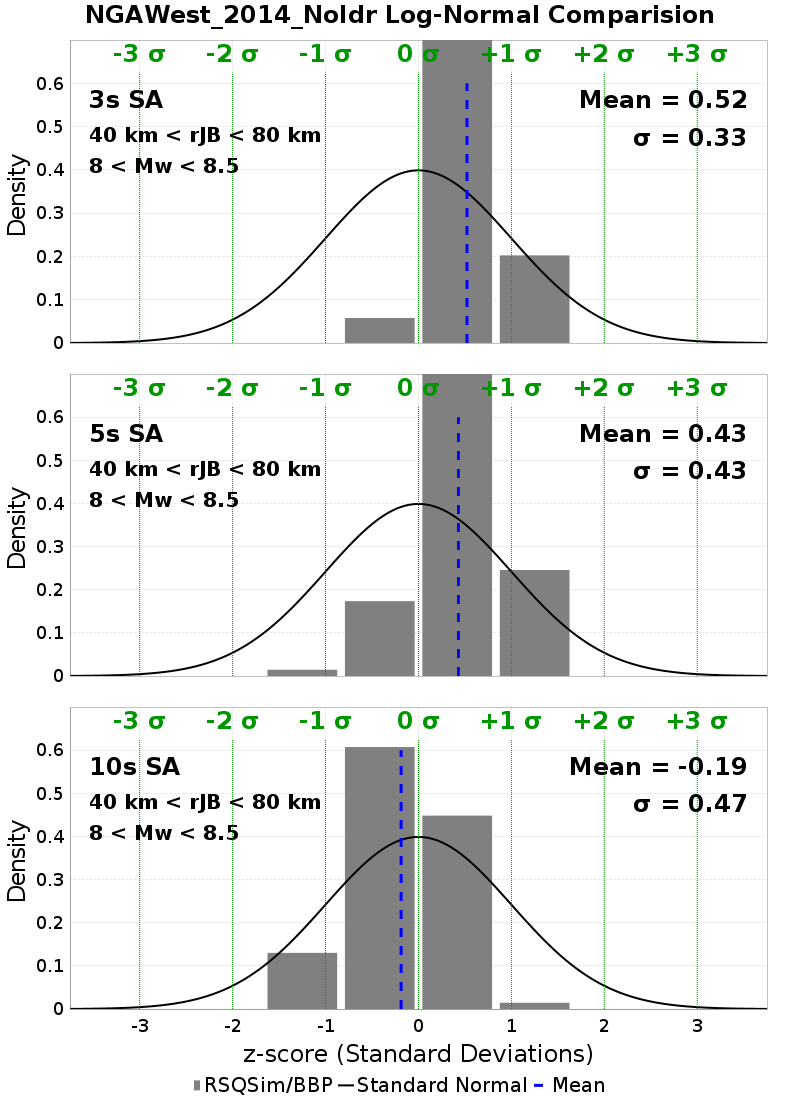 NGAWest_2014_NoIdr Log-Normal Comparision
-3 σ -2 σ -1 σ 0 σ +1 σ +2 σ +3 σ
0.6
3s SA
Mean = 0.52
0.5
40 km < rJB < 80 km
σ = 0.33
8 < Mw < 8.5
0.4
Density
0.3
0.2
0.1
0
-3 σ -2 σ -1 σ 0 σ +1 σ +2 σ +3 σ
0.6
5s SA
Mean = 0.43
0.5
40 km < rJB < 80 km
σ = 0.43
8 < Mw < 8.5
0.4
Density
0.3
0.2
0.1
0
-3 σ -2 σ -1 σ 0 σ +1 σ +2 σ +3 σ
0.6
10s SA
Mean = -0.19
0.5
40 km < rJB < 80 km
σ = 0.47
8 < Mw < 8.5
0.4
Density
0.3
0.2
0.1
0
-3 -2 -1 0 1 2 3
z-score (Standard Deviations)
RSQSim/BBP Standard Normal Mean